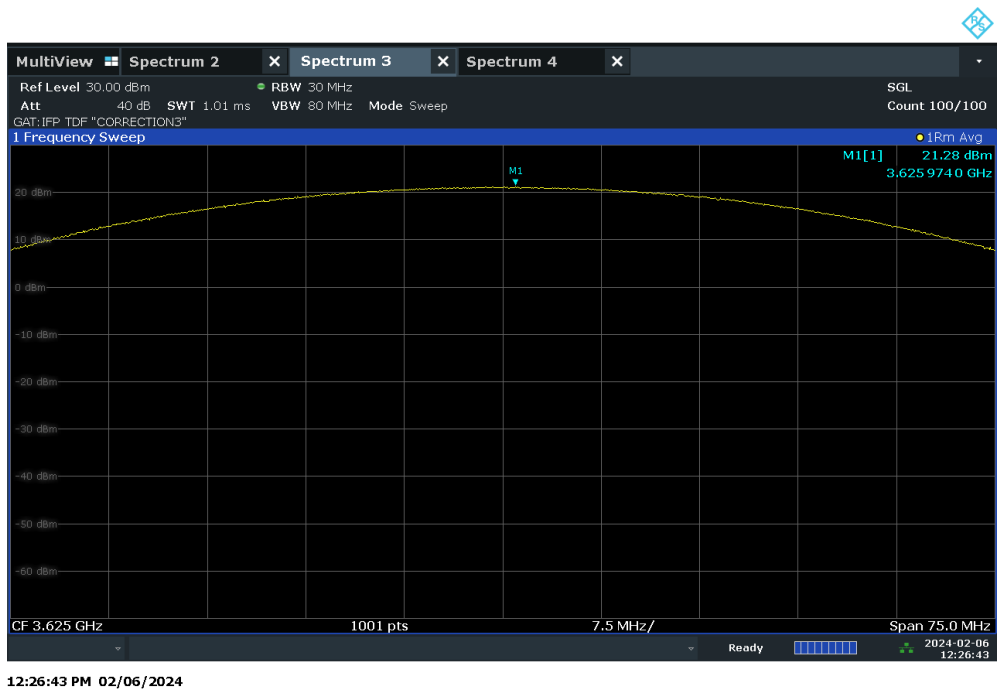 R S
MultiView Spectrum 2 X Spectrum 3 X Spectrum 4 X
Ref Level 30.00 dBm RBW 30 MHz SGL
Att 40 dB SWT 1.01 ms VBW 80 MHz Mode Sweep Count 100/100
GAT:IFP TDF "CORRECTION3"
1 Frequency Sweep 1Rm Avg
M1[1] 21.28 dBm
3.6259740 GHz
M1
20 dBm
10 dBm
0 dBm
-10 dBm
-20 dBm
-30 dBm
-40 dBm
-50 dBm
-60 dBm
CF 3.625 GHz 1001 pts 7.5 MHz/ Span 75.0 MHz
Ready 2024-02-06
12:26:43
12:26:43 PM 02/06/2024